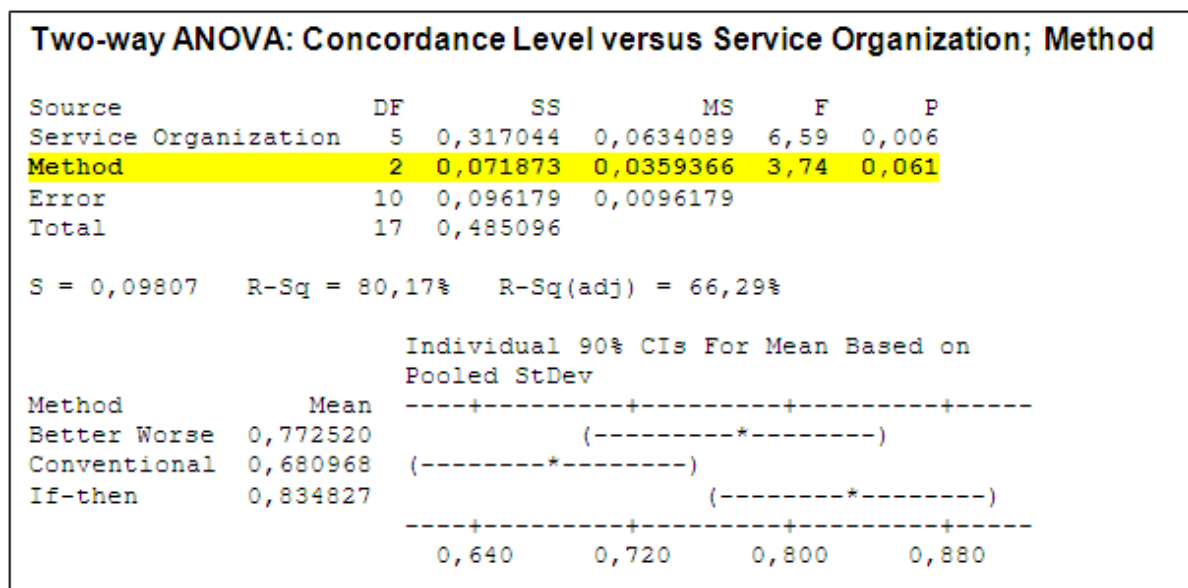 Two-way ANOVA: Concordance Level versus Service Organization; Method
Source DF SS MS F P
Service Organization 5 0,317044 0,0634089 6,59 0,006
Method 2 0,071873 0,0359366 3,74 0,061
Error 10 0,096179 0,0096179
Total 17 0,485096
S = 0,09807 R-Sq = 80,17% R-Sq(adj) = 66,29%
Individual 90% CIs For Mean Based on
Pooled StDev
Method Mean ----+---------+---------+---------+-----
Better Worse 0,772520 (---------*--------)
Conventional 0,680968 (--------*--------)
If-then 0,834827 (--------*--------)
----+---------+---------+---------+-----
0,640 0,720 0,800 0,880